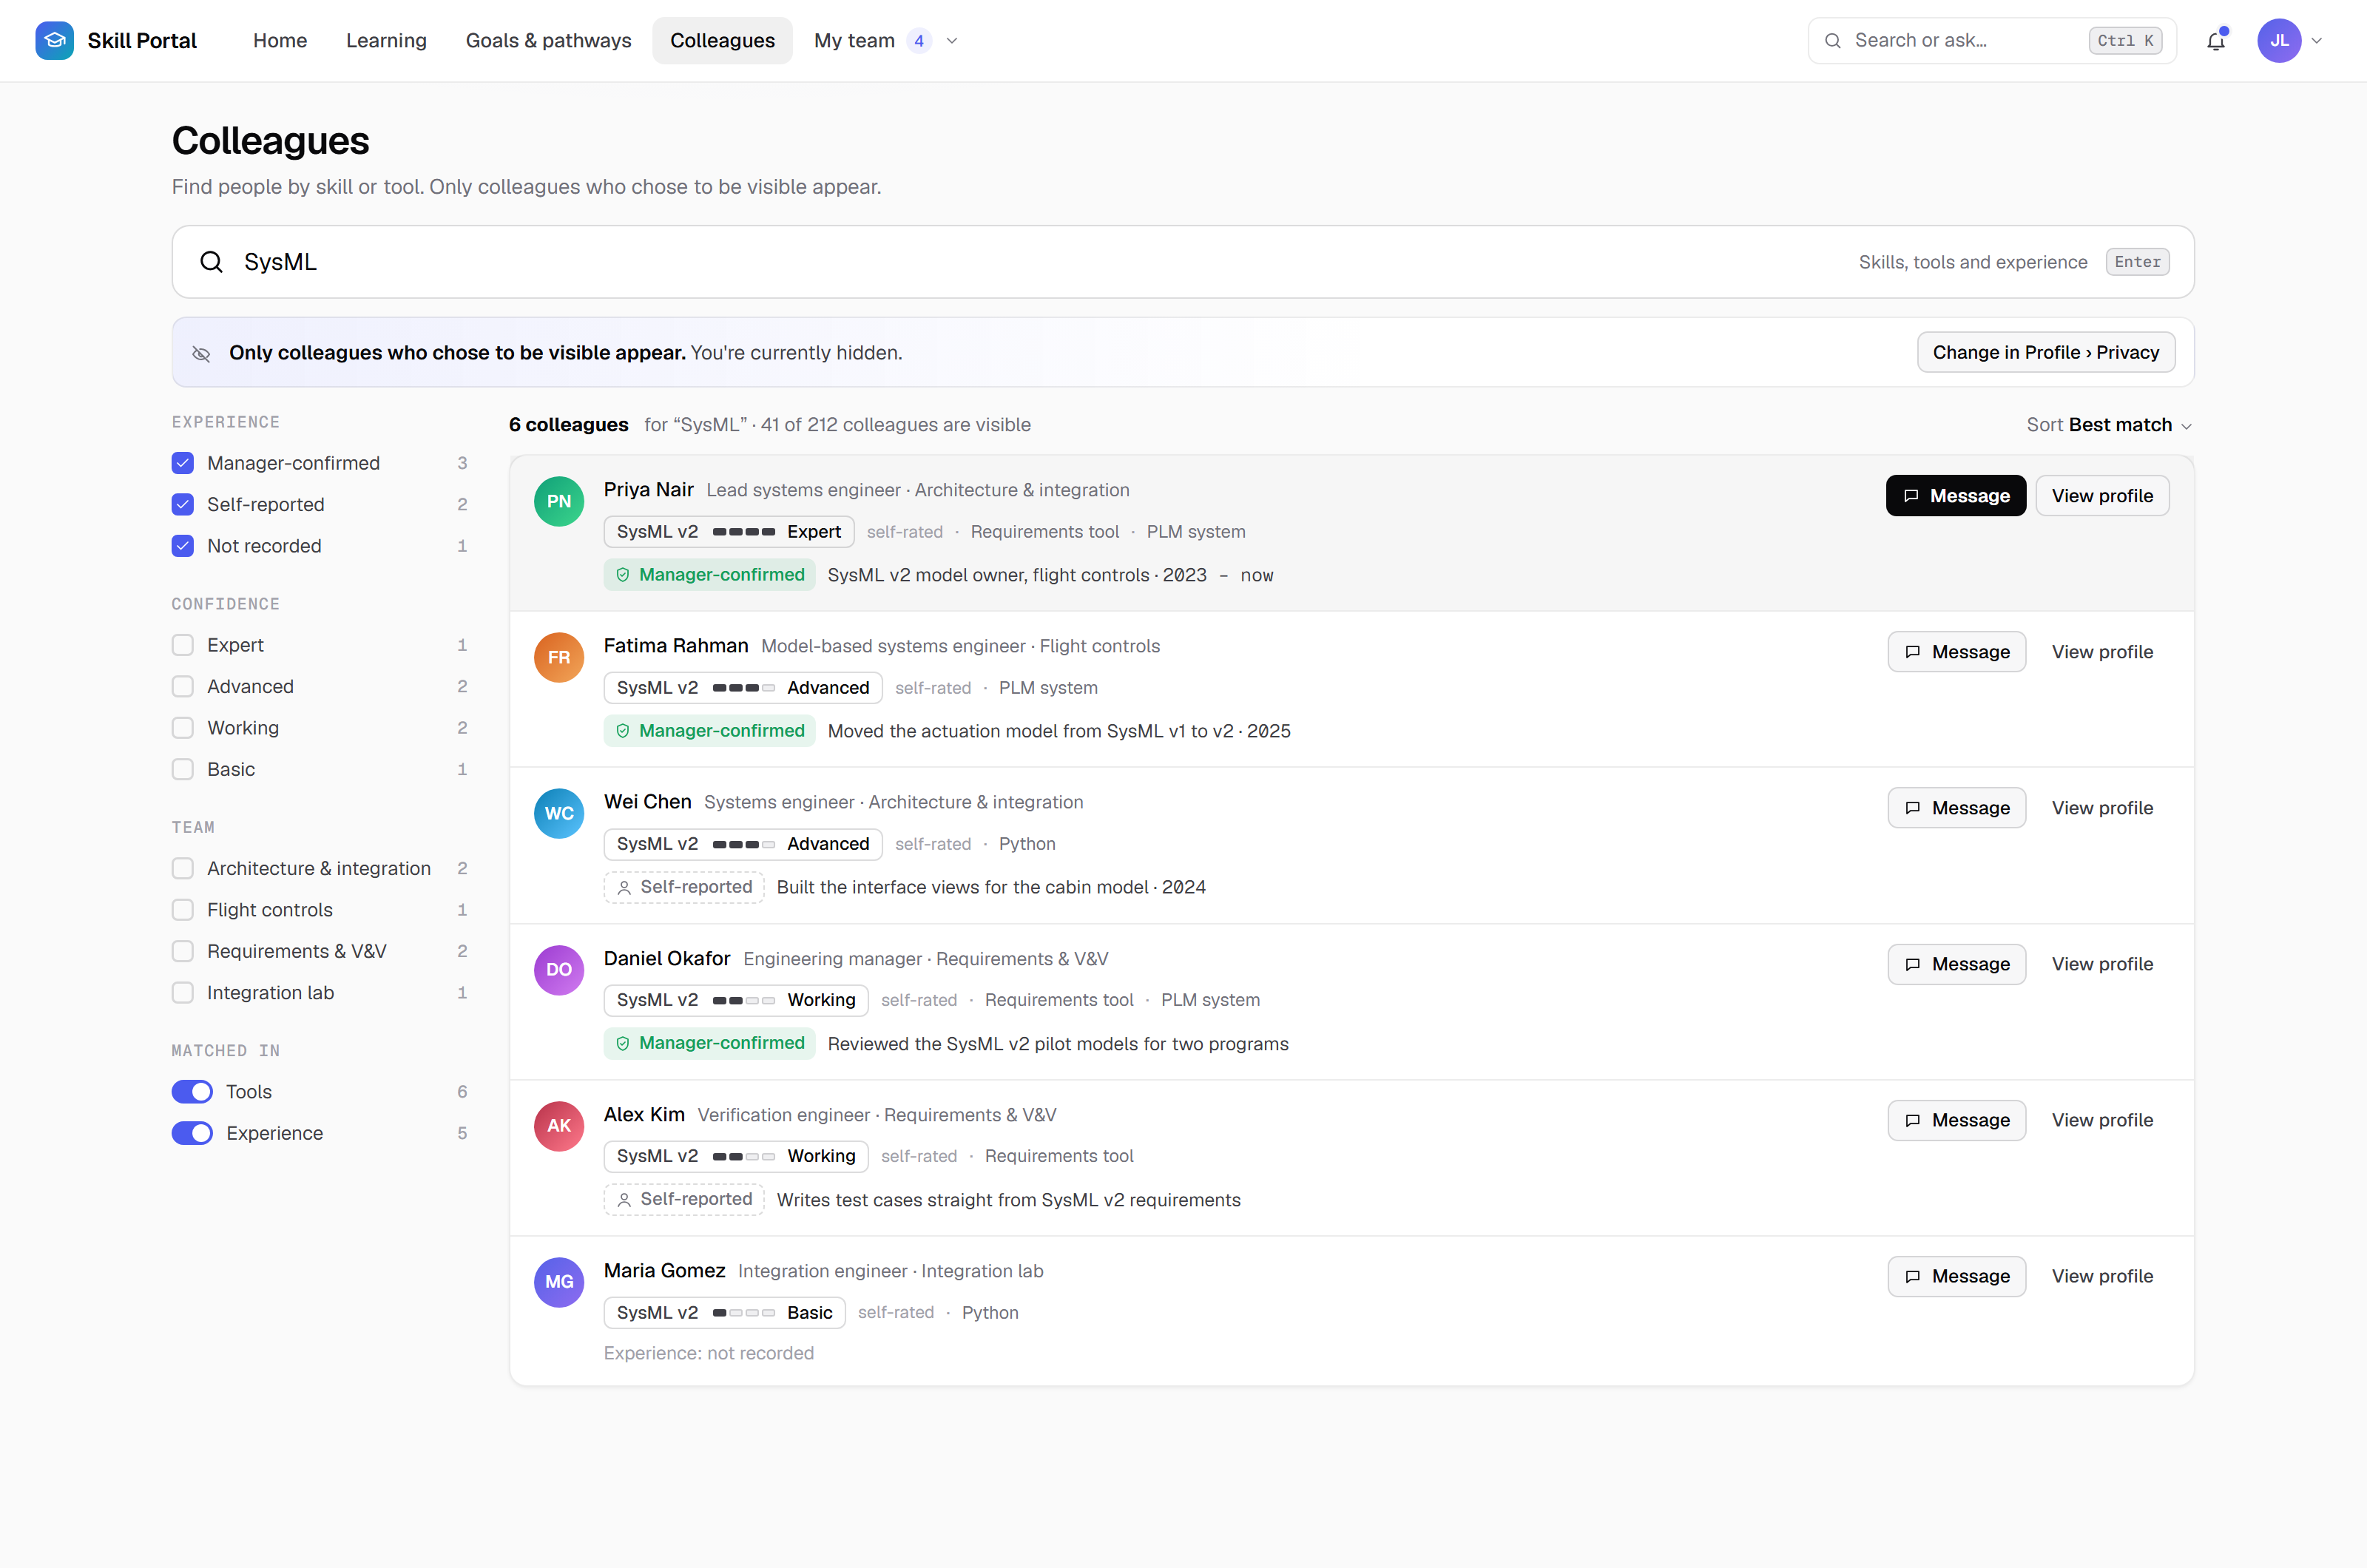 Skill Portal Home Learning Goals & pathways Colleagues My team 4 Search or ask... Ctrl K JL
Colleagues
Find people by skill or tool. Only colleagues who chose to be visible appear.
SysML Skills, tools and experience Enter
Only colleagues who chose to be visible appear. You're currently hidden. Change in Profile › Privacy
EXPERIENCE
Manager-confirmed 3
Self-reported 2
Not recorded 1
CONFIDENCE
Expert 1
Advanced 2
Working 2
Basic 1
TEAM
Architecture & integration 2
Flight controls 1
Requirements & V&V 2
Integration lab 1
MATCHED IN
Tools 6
Experience 5
6 colleagues for “SysML” · 41 of 212 colleagues are visible Sort Best match
PN Priya Nair Lead systems engineer · Architecture & integration Message View profile
SysML v2 Expert self-rated · Requirements tool · PLM system
Manager-confirmed SysML v2 model owner, flight controls · 2023 – now
FR Fatima Rahman Model-based systems engineer · Flight controls Message View profile
SysML v2 Advanced self-rated · PLM system
Manager-confirmed Moved the actuation model from SysML v1 to v2 · 2025
WC Wei Chen Systems engineer · Architecture & integration Message View profile
SysML v2 Advanced self-rated · Python
Self-reported Built the interface views for the cabin model · 2024
DO Daniel Okafor Engineering manager · Requirements & V&V Message View profile
SysML v2 Working self-rated · Requirements tool · PLM system
Manager-confirmed Reviewed the SysML v2 pilot models for two programs
AK Alex Kim Verification engineer · Requirements & V&V Message View profile
SysML v2 Working self-rated · Requirements tool
Self-reported Writes test cases straight from SysML v2 requirements
MG Maria Gomez Integration engineer · Integration lab Message View profile
SysML v2 Basic self-rated · Python
Experience: not recorded